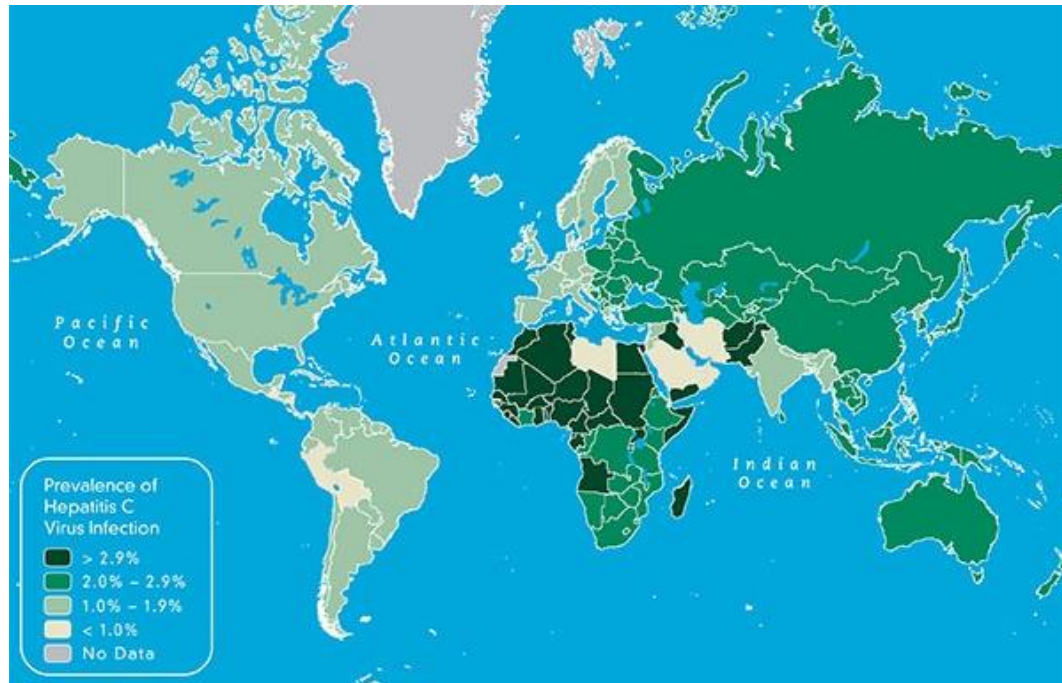 Pacific
Ocean
Atlantic
Ocean
Indian
Ocean
Prevalence of
Hepatitis C
Virus Infection
> 2.9%
2.0% – 2.9%
1.0% – 1.9%
< 1.0%
No Data